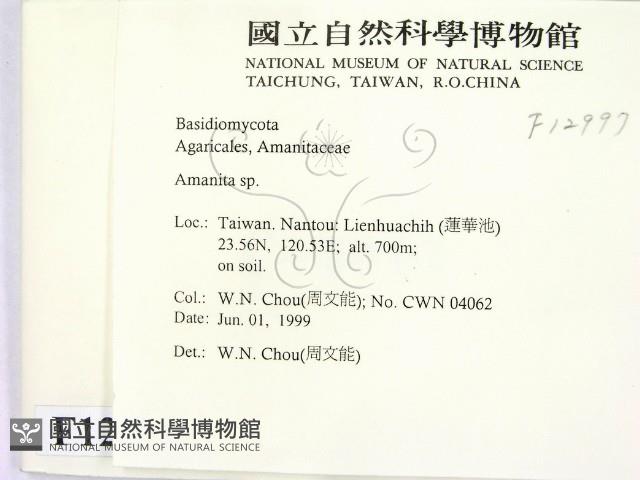 國立自然科學博物館
NATIONAL MUSEUM OF NATURAL SCIENCE
TAICHUNG, TAIWAN, R.O.CHINA
F12997
Basidiomycota
Agaricales, Amanitaceae
Amanita sp.
Loc.: Taiwan. Nantou: Lienhuachih (蓮華池)
23.56N, 120.53E; alt. 700m;
on soil.
Col.: W.N. Chou(周文能); No. CWN 04062
Date: Jun. 01, 1999
Det.: W.N. Chou(周文能)
F12
國立自然科學博物館
NATIONAL MUSEUM OF NATURAL SCIENCE